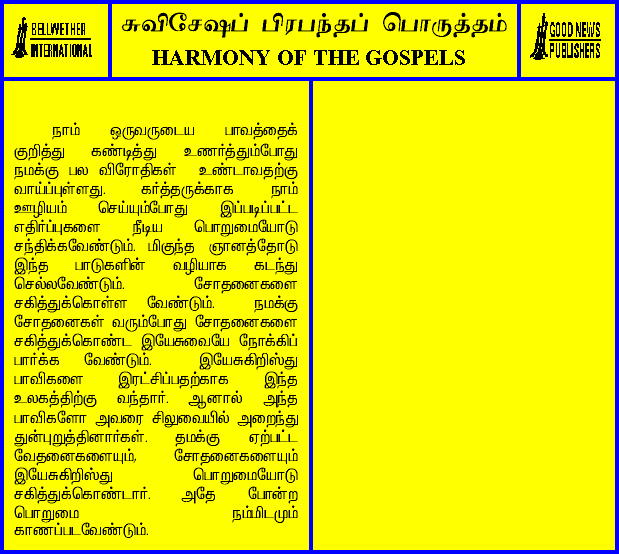 BELLWETHER
INTERNATIONAL
சுவிசேஷப் பிரபந்தப் பொருத்தம்
HARMONY OF THE GOSPELS
GOOD NEWS
PUBLISHERS
நாம் ஒருவருடைய பாவத்தைக்
குறித்து கண்டித்து உணர்த்தும்போது
நமக்கு பல விரோதிகள் உண்டாவதற்கு
வாய்ப்புள்ளது. கர்த்தருக்காக நாம்
ஊழியம் செய்யும்போது இப்படிப்பட்ட
எதிர்ப்புகளை நீடிய பொறுமையோடு
சந்திக்கவேண்டும். மிகுந்த ஞானத்தோடு
இந்த பாடுகளின் வழியாக கடந்து
செல்லவேண்டும். சோதனைகளை
சகித்துக்கொள்ள வேண்டும். நமக்கு
சோதனைகள் வரும்போது சோதனைகளை
சகித்துக்கொண்ட இயேசுவையே நோக்கிப்
பார்க்க வேண்டும். இயேசுகிறிஸ்து
பாவிகளை இரட்சிப்பதற்காக இந்த
உலகத்திற்கு வந்தார். ஆனால் அந்த
பாவிகளோ அவரை சிலுவையில் அறைந்து
துன்புறுத்தினார்கள். தமக்கு ஏற்பட்ட
வேதனைகளையும், சோதனைகளையும்
இயேசுகிறிஸ்து பொறுமையோடு
சகித்துக்கொண்டார். அதே போன்ற
பொறுமை நம்மிடமும்
காணப்படவேண்டும்.